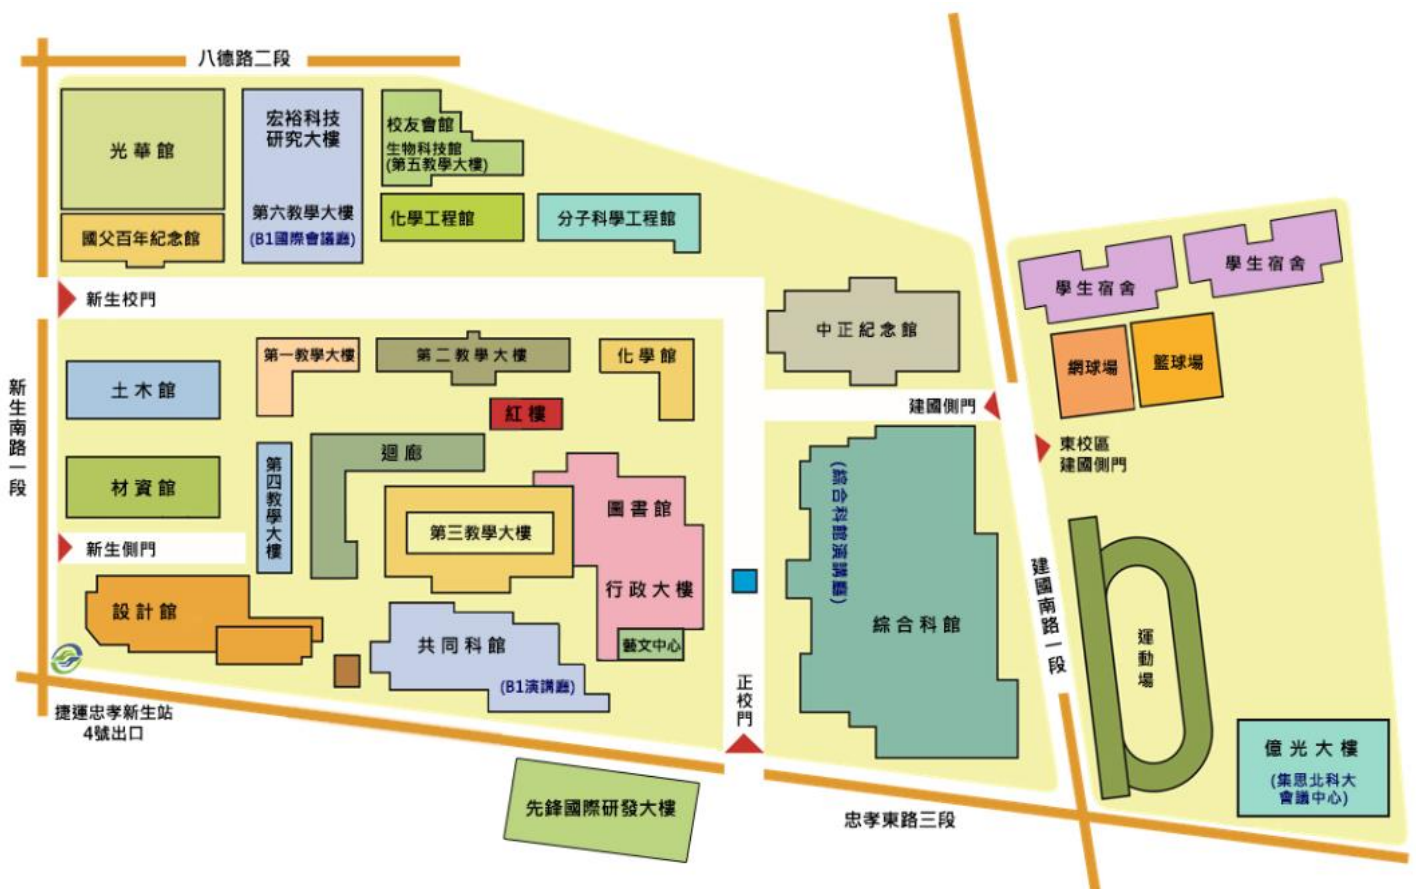 八德路二段
光華館
宏裕科技
研究大樓
第六教學大樓
(B1國際會議廳)
校友會館
生物科技館
(第五教學大樓)
國父百年紀念館
化學工程館
分子科學工程館
新生校門
中正紀念館
學生宿舍
學生宿舍
網球場
籃球場
第一教學大樓
第二教學大樓
化學館
土木館
紅樓
建國側門
東校區
建國側門
新生南路一段
迴廊
材資館
第四教學大樓
圖書館
第三教學大樓
(綜合科館演講廳)
新生側門
行政大樓
設計館
綜合科館
建國南路一段
運動場
共同科館
(B1演講廳)
藝文中心
正校門
捷運忠孝新生站
4號出口
億光大樓
(集思北科大
會議中心)
先鋒國際研發大樓
忠孝東路三段